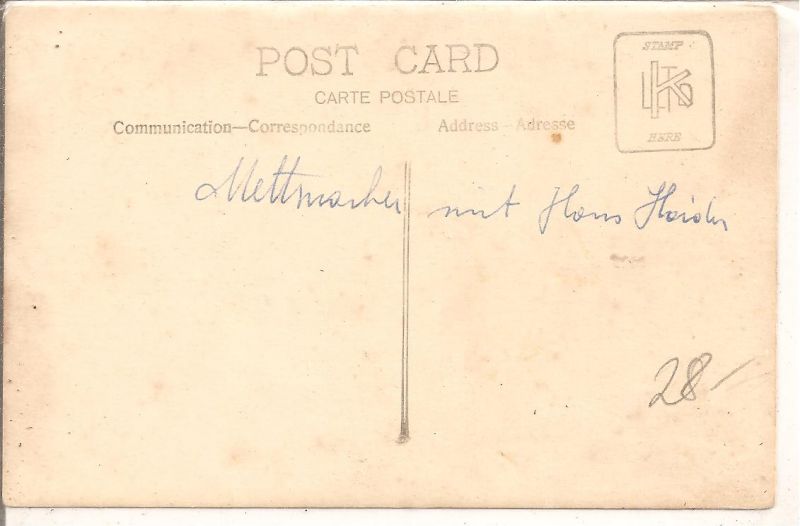 POST CARD
CARTE POSTALE
Communication—Correspondance
Address—Adresse
STAMP
HERE
Mettmacher mit Hans Haider
28-